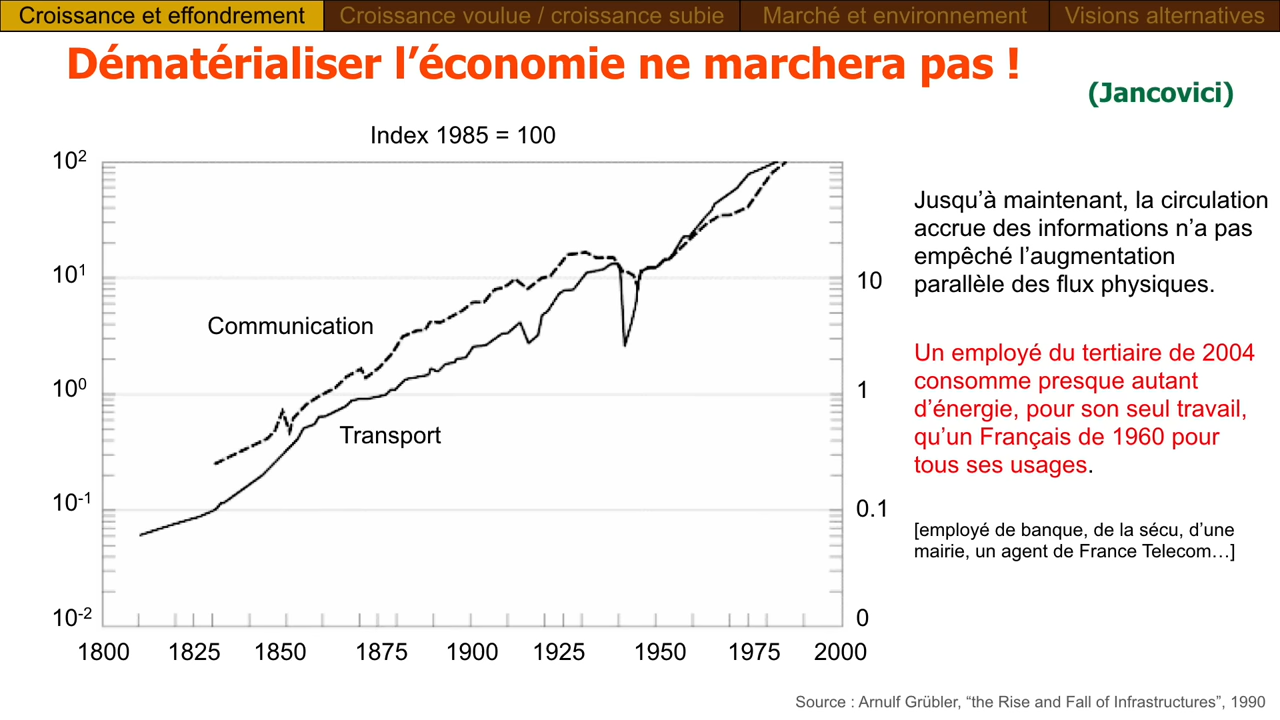 Croissance et effondrement
Croissance voulue / croissance subie
Marché et environnement
Visions alternatives
Dématérialiser l’économie ne marchera pas !
(Jancovici)
Index 1985 = 100
10²
10¹
10⁰
10⁻¹
10⁻²
10
1
0.1
0
Communication
Transport
1800 1825 1850 1875 1900 1925 1950 1975 2000
Jusqu’à maintenant, la circulation
accrue des informations n’a pas
empêché l’augmentation
parallèle des flux physiques.
Un employé du tertiaire de 2004
consomme presque autant
d’énergie, pour son seul travail,
qu’un Français de 1960 pour
tous ses usages.
[employé de banque, de la sécu, d’une
mairie, un agent de France Telecom…]
Source : Arnulf Grübler, “the Rise and Fall of Infrastructures”, 1990